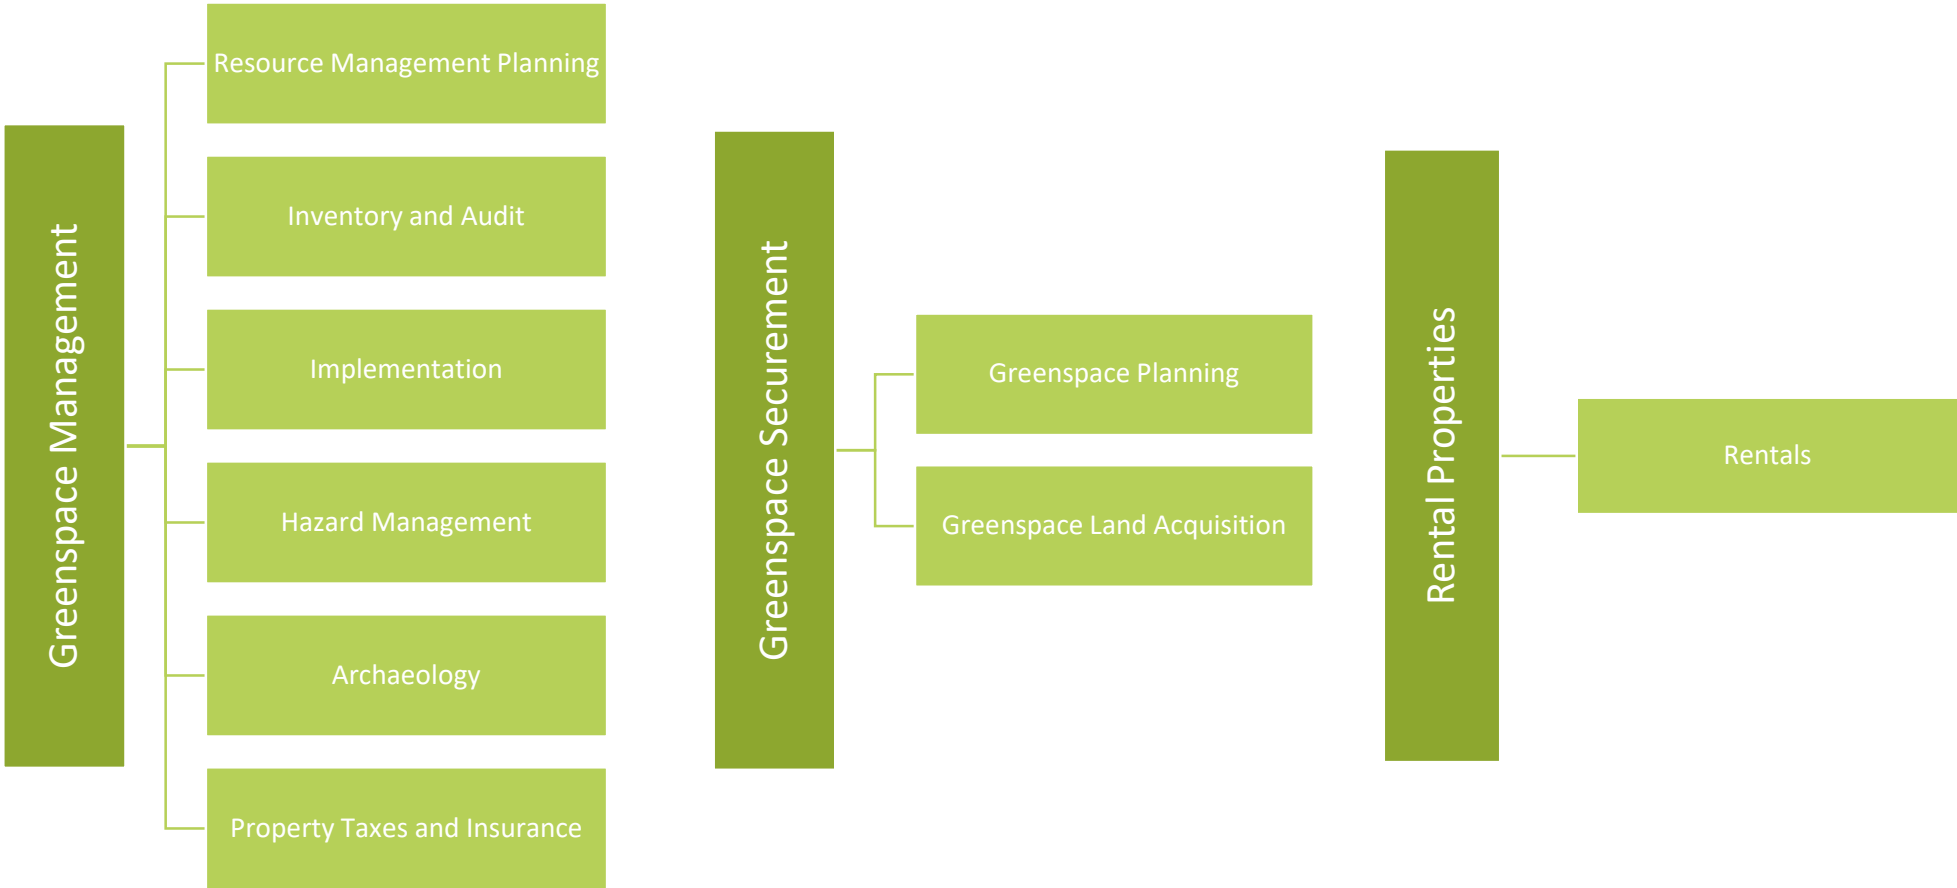 Greenspace Management
Resource Management Planning
Inventory and Audit
Implementation
Hazard Management
Archaeology
Property Taxes and Insurance
Greenspace Securement
Greenspace Planning
Greenspace Land Acquisition
Rental Properties
Rentals